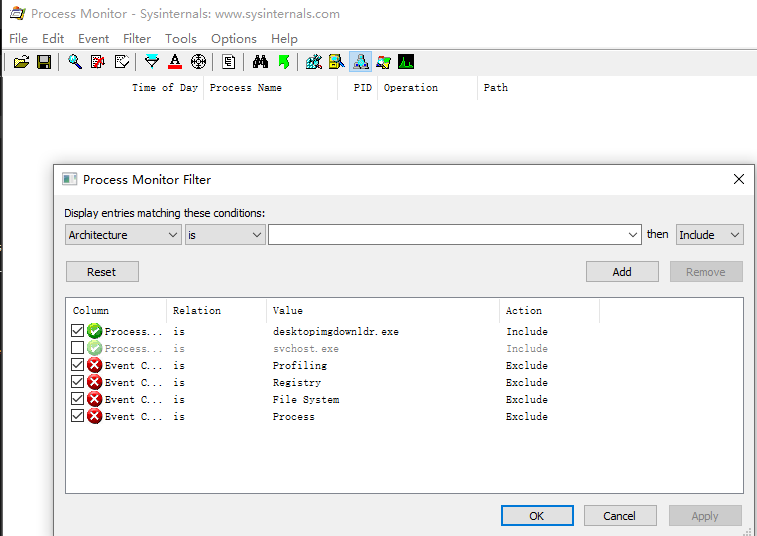 Process Monitor - Sysinternals: www.sysinternals.com
File Edit Event Filter Tools Options Help
Time of Day Process Name PID Operation Path
Process Monitor Filter
Display entries matching these conditions:
Architecture is then Include
Reset Add Remove
Column Relation Value Action
Process... is desktopimgdownldr.exe Include
Process... is svchost.exe Include
Event C... is Profiling Exclude
Event C... is Registry Exclude
Event C... is File System Exclude
Event C... is Process Exclude
OK Cancel Apply